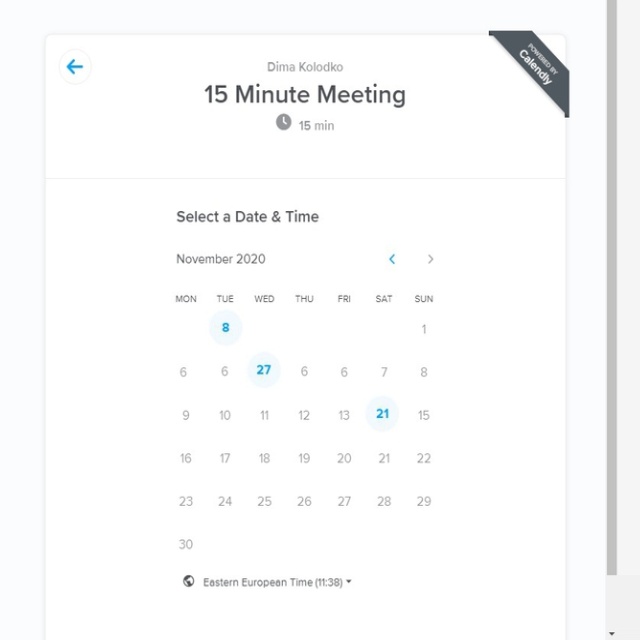 POWERED BY
Calendly
Dima Kolodko
15 Minute Meeting
15 min
Select a Date & Time
November 2020
MON TUE WED THU FRI SAT SUN
8 1
6 6 27 6 6 7 8
9 10 11 12 13 21 15
16 17 18 19 20 21 22
23 24 25 26 27 28 29
30
Eastern European Time (11:38)